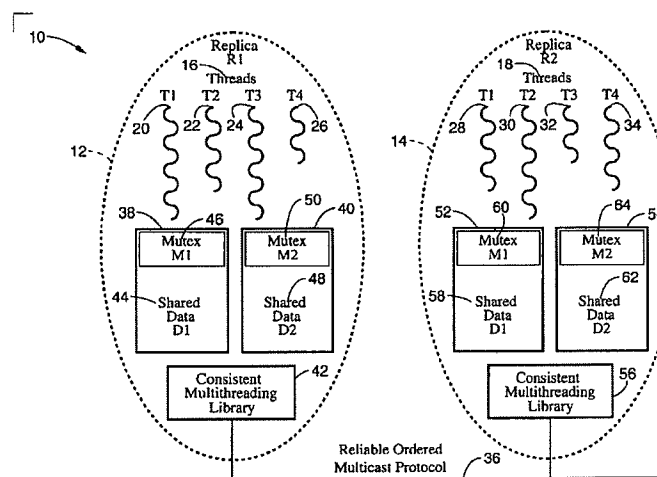 10
Replica
R1
16
Threads
T1 T2 T3 T4
20 22 24 26
12
38 46 50 40
Mutex
M1
Mutex
M2
44
Shared
Data
D1
48
Shared
Data
D2
Consistent
Multithreading
Library
42
Replica
R2
18
Threads
T1 T2 T3 T4
28 30 32 34
14
52 60 64
Mutex
M1
Mutex
M2
58
Shared
Data
D1
62
Shared
Data
D2
Consistent
Multithreading
Library
56
Reliable Ordered
Multicast Protocol
36